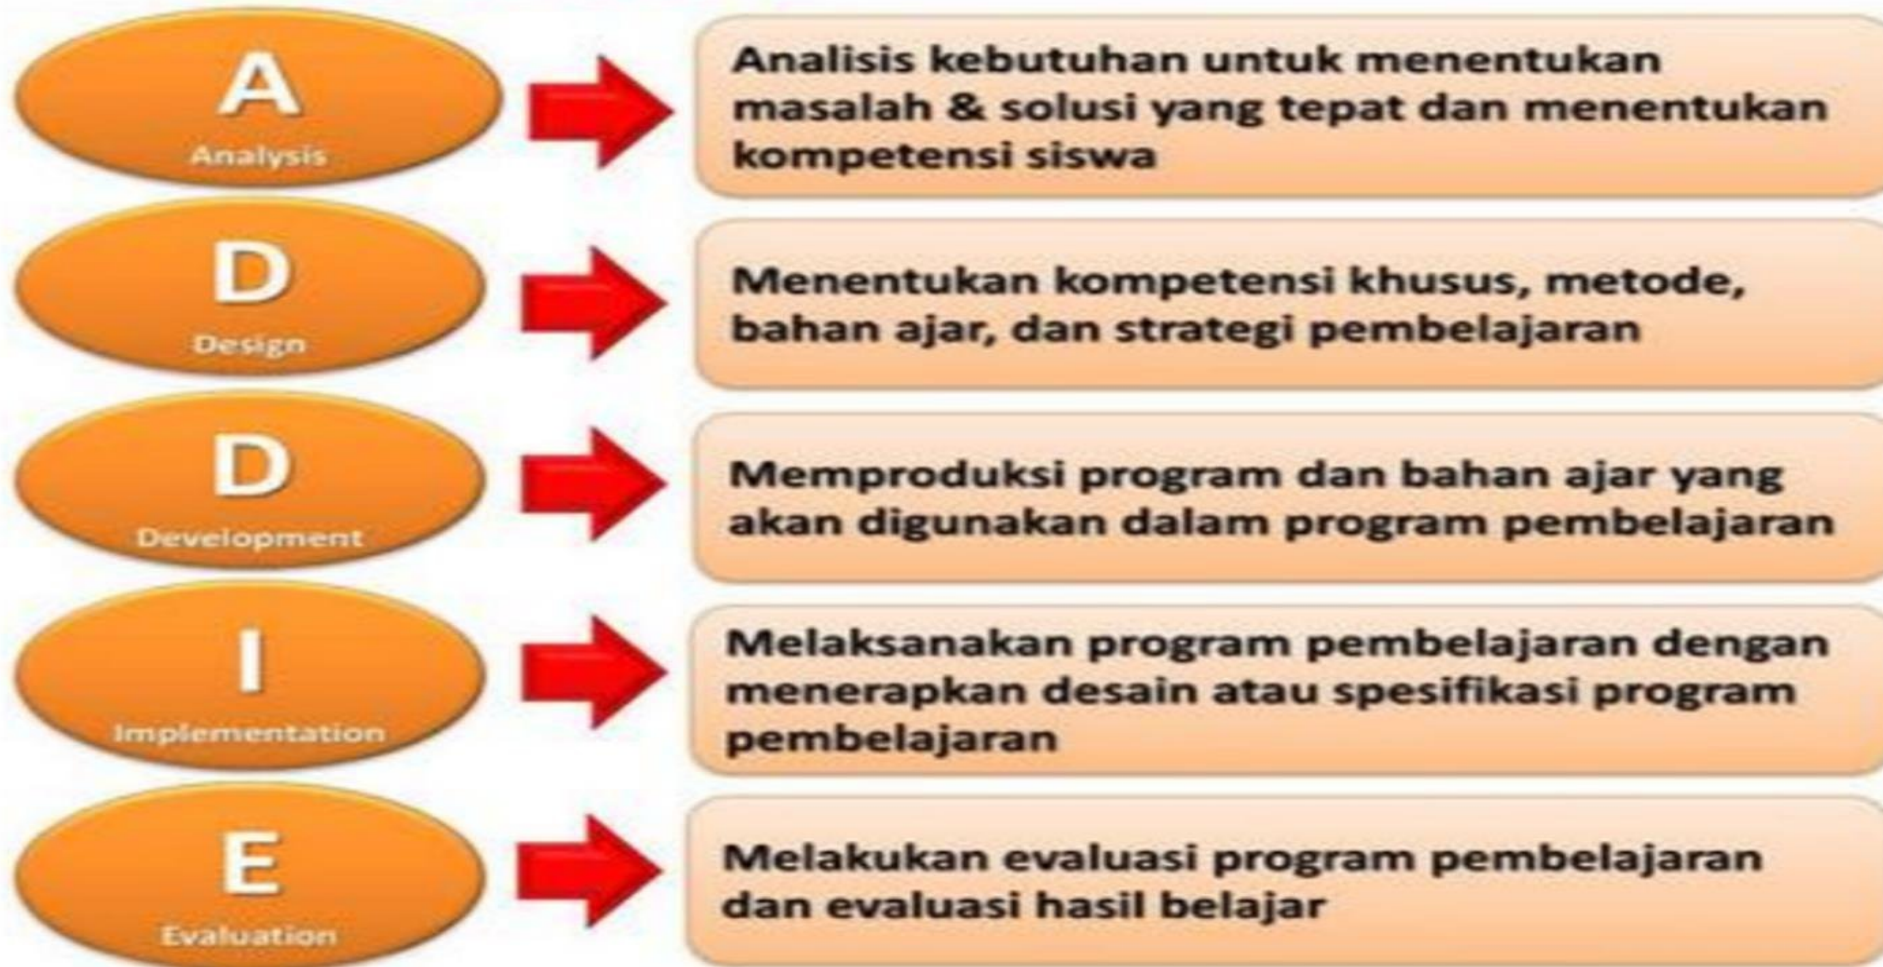 A
Analysis
Analisis kebutuhan untuk menentukan
masalah & solusi yang tepat dan menentukan
kompetensi siswa
D
Design
Menentukan kompetensi khusus, metode,
bahan ajar, dan strategi pembelajaran
D
Development
Memproduksi program dan bahan ajar yang
akan digunakan dalam program pembelajaran
I
Implementation
Melaksanakan program pembelajaran dengan
menerapkan desain atau spesifikasi program
pembelajaran
E
Evaluation
Melakukan evaluasi program pembelajaran
dan evaluasi hasil belajar